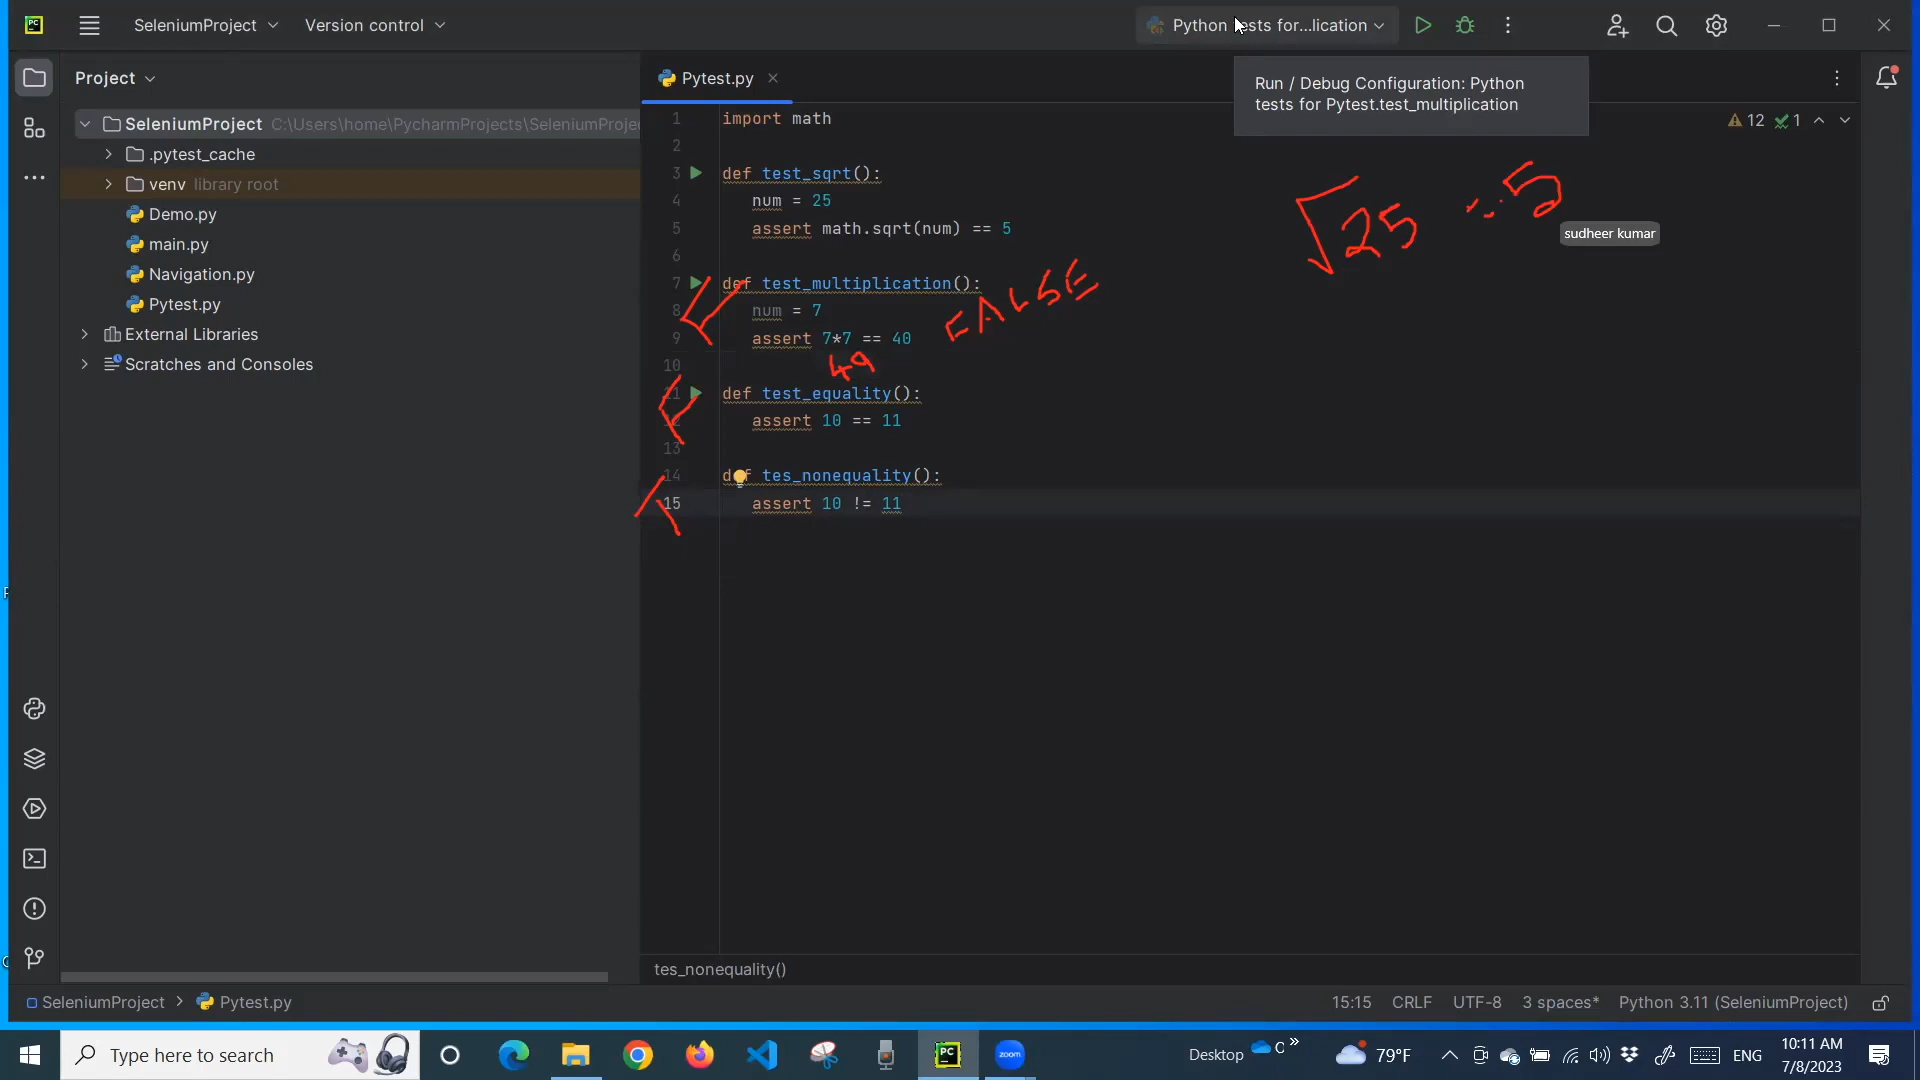 PC SeleniumProject Version control Python tests for...lication
Project
Pytest.py
Run / Debug Configuration: Python
tests for Pytest.test_multiplication
12 1
SeleniumProject C:\Users\home\PycharmProjects\SeleniumProje
.pytest_cache
venv library root
Demo.py
main.py
Navigation.py
Pytest.py
External Libraries
Scratches and Consoles
1 import math
2
3 def test_sqrt():
4 num = 25
5 assert math.sqrt(num) == 5
6
7 def test_multiplication():
8 num = 7
9 assert 7*7 == 40
10
11 def test_equality():
12 assert 10 == 11
13
14 def tes_nonequality():
15 assert 10 != 11
√25 == 5
sudheer kumar
FALSE
49
tes_nonequality()
SeleniumProject > Pytest.py 15:15 CRLF UTF-8 3 spaces* Python 3.11 (SeleniumProject)
Type here to search PC zoom Desktop 79°F ENG
10:11 AM
7/8/2023